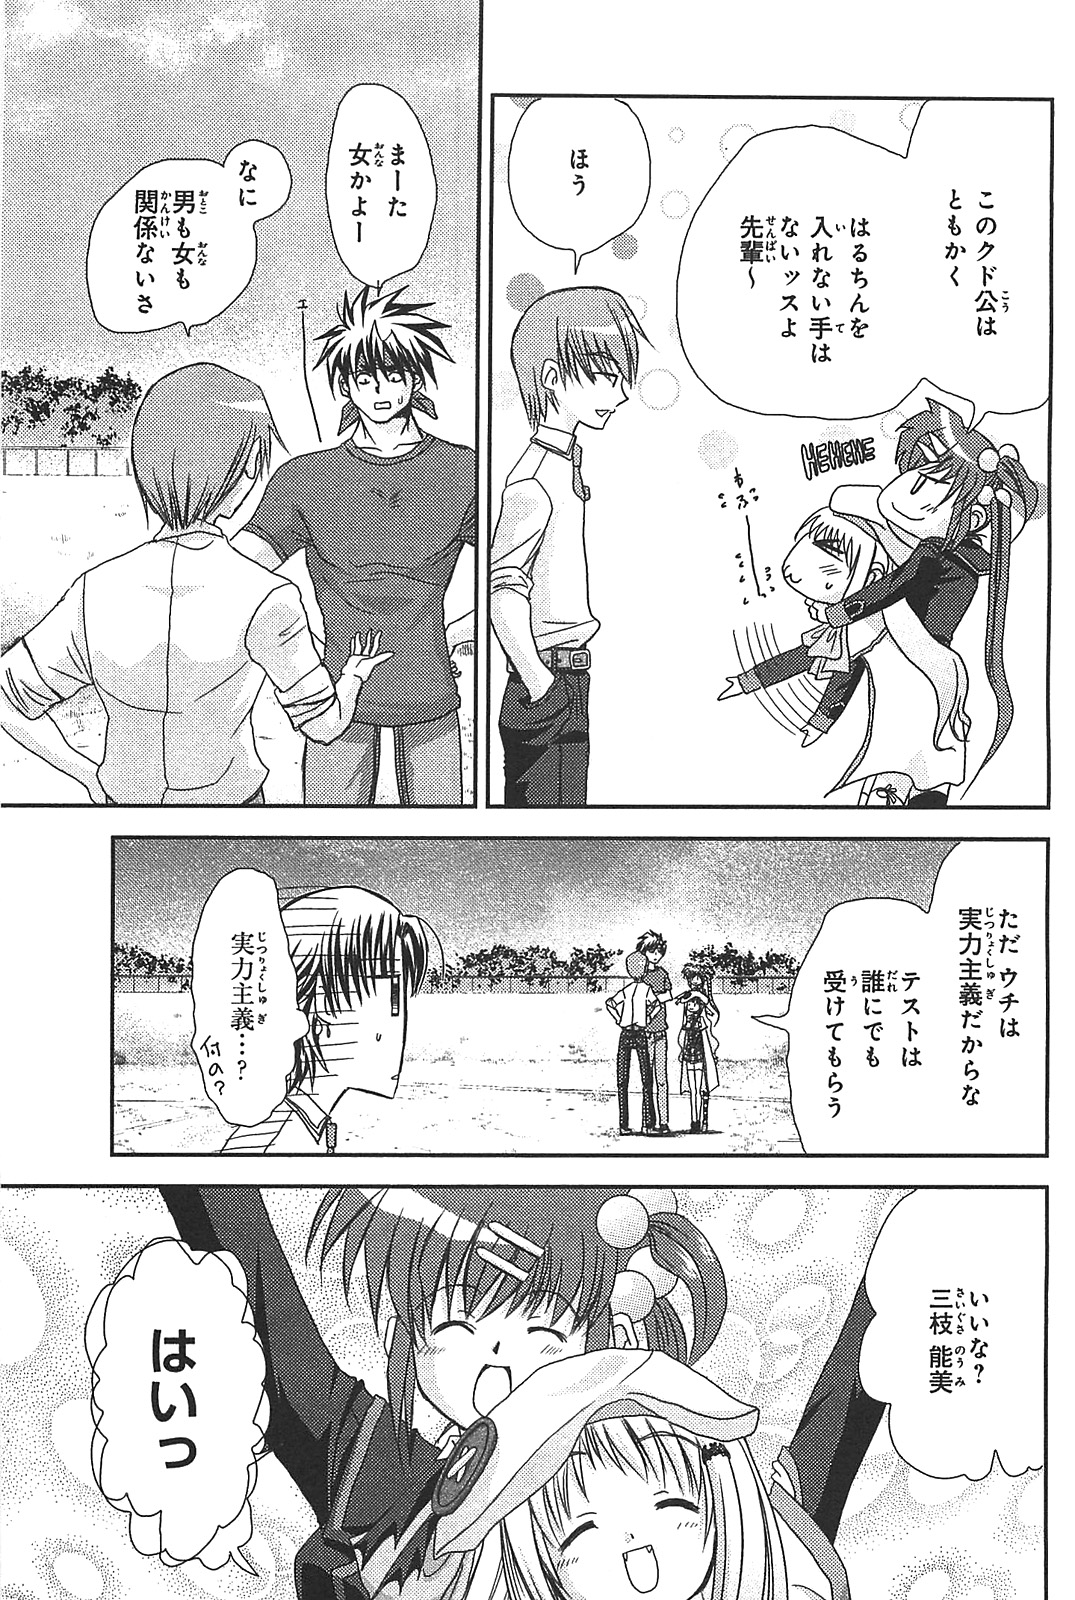 このクド公は
ともかく
はるちんを
入れない手は
ないッスよ
先輩～
HEHEHE
ほう
まーた
女かよー
エ
なに
男も女も
関係ないさ
ただ ウチは
実力主義だからな
テストは
誰にでも
受けてもらう
実力主義…?
何の?
いいな?
三枝 能美
はいっ